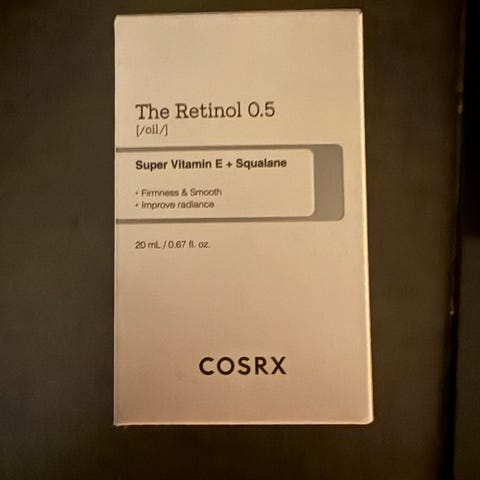 The Retinol 0.5
[/oil/]
Super Vitamin E + Squalane
• Firmness & Smooth
• Improve radiance
20 mL / 0.67 fl. oz.
COSRX